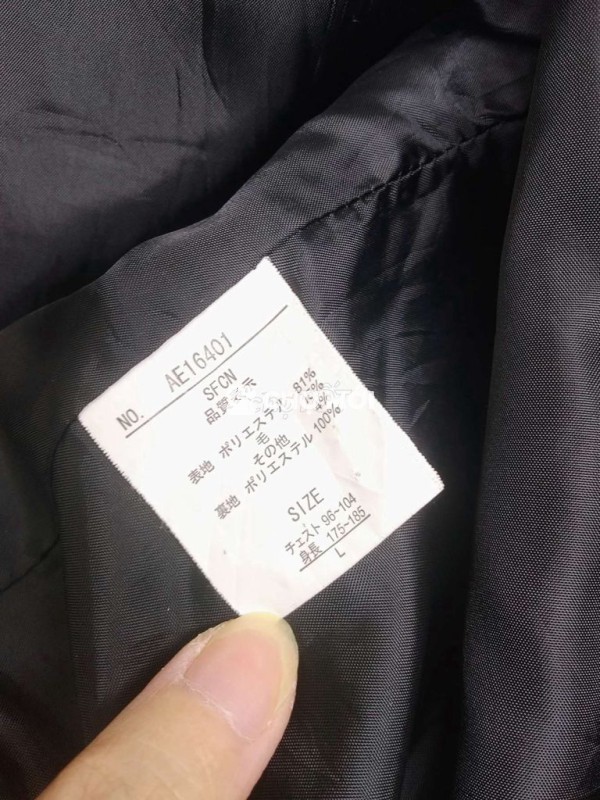 NO. AE16401
SFCN
品質表示
表地 ポリエステル 81%
毛
その他
裏地 ポリエステル 100%
SIZE
チェスト 96~104
身長 175~185
L